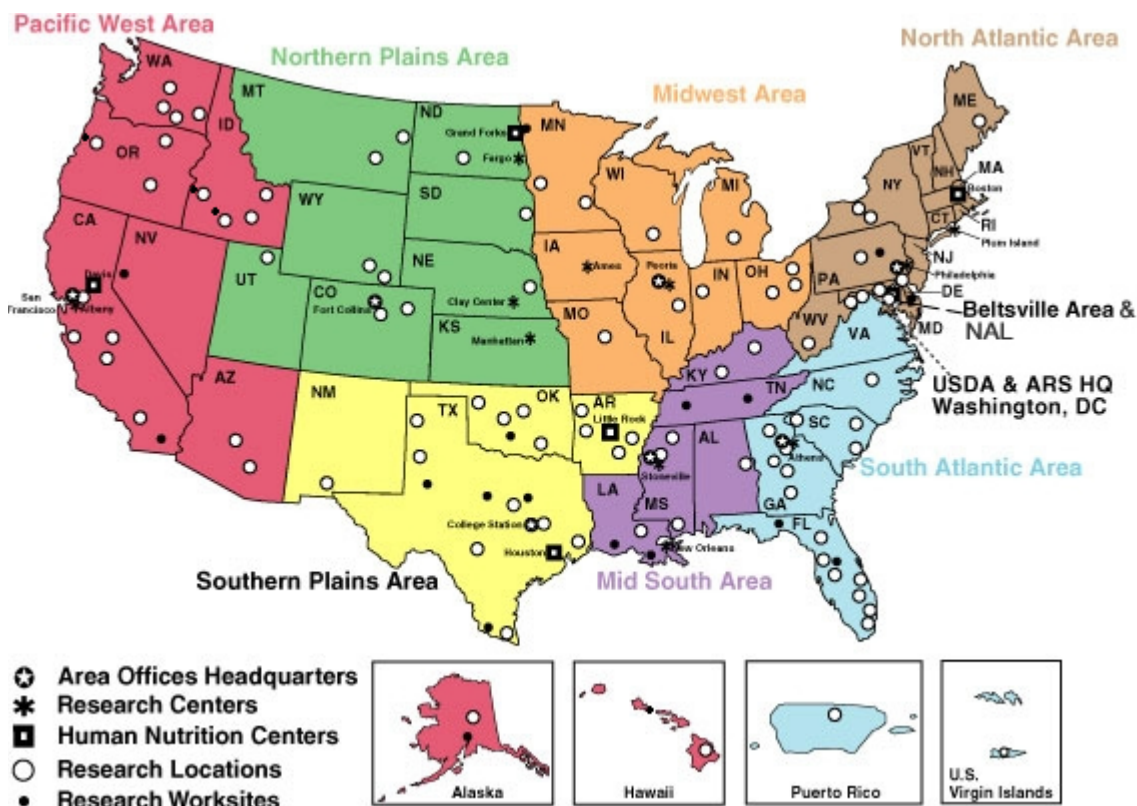 Pacific West Area
Northern Plains Area
North Atlantic Area
Midwest Area
WA
MT
ND
MN
ME
Grand Forks
Fargo
ID
OR
VT
NH
MA
Boston
WI
MI
NY
SD
WY
CT
RI
Plum Island
CA
NV
IA
Ames
Peoria
IN
OH
PA
NJ
Philadelphia
NE
UT
Davis
San
Francisco
Albany
CO
Fort Collins
Clay Center
MO
IL
DE
Beltsville Area &
NAL
MD
WV
VA
KS
Manhattan
KY
USDA & ARS HQ
Washington, DC
AZ
NM
TX
OK
AR
Little Rock
TN
NC
SC
AL
Athens
South Atlantic Area
Stoneville
LA
MS
GA
FL
College Station
New Orleans
Houston
Southern Plains Area
Mid South Area
Area Offices Headquarters
Research Centers
Human Nutrition Centers
Research Locations
Research Worksites
Alaska
Hawaii
Puerto Rico
U.S.
Virgin Islands